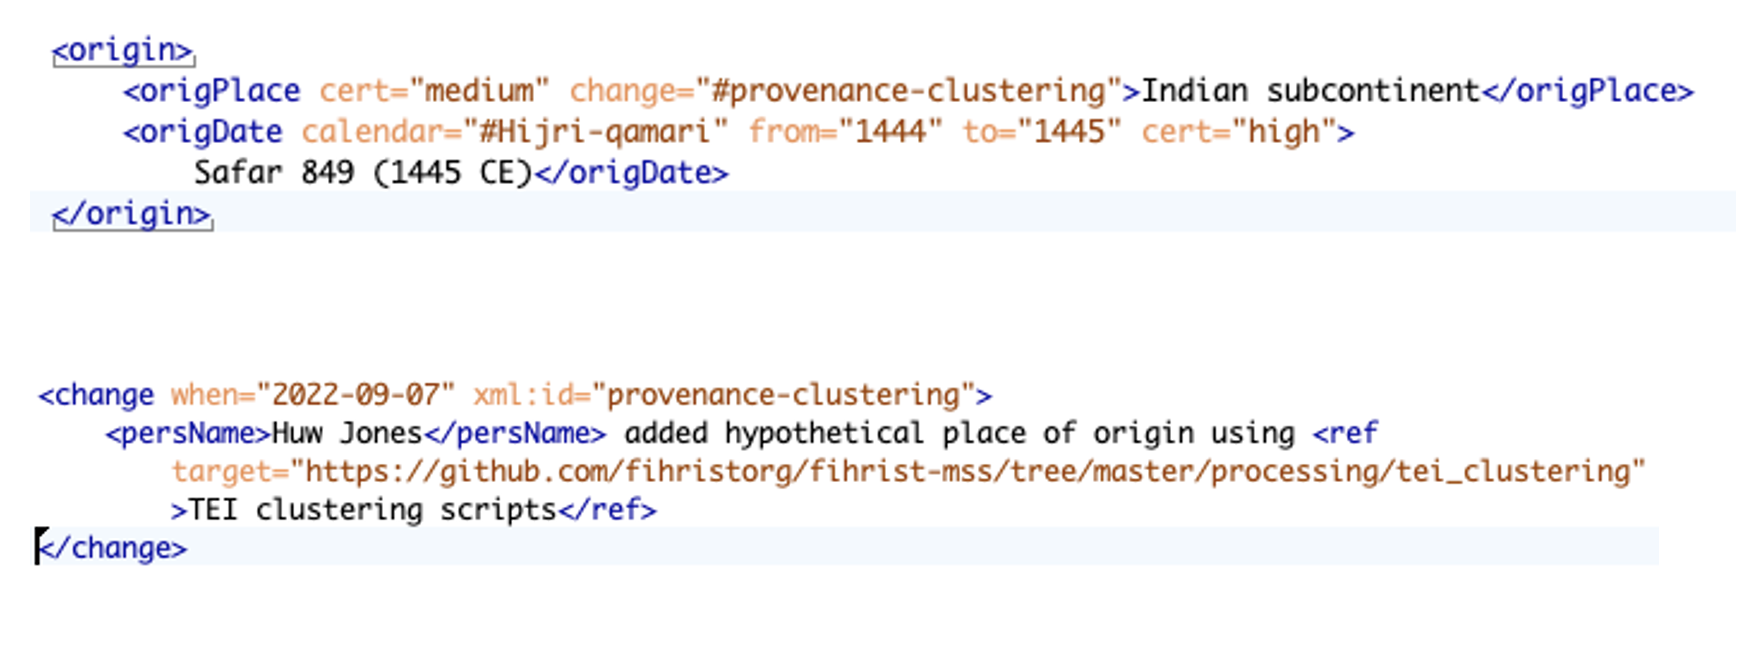 <origin>
<origPlace cert="medium" change="#provenance-clustering">Indian subcontinent</origPlace>
<origDate calendar="#Hijri-qamari" from="1444" to="1445" cert="high">
Safar 849 (1445 CE)</origDate>
</origin>
<change when="2022-09-07" xml:id="provenance-clustering">
<persName>Huw Jones</persName> added hypothetical place of origin using <ref
target="https://github.com/fihristorg/fihrist-mss/tree/master/processing/tei_clustering"
>TEI clustering scripts</ref>
</change>